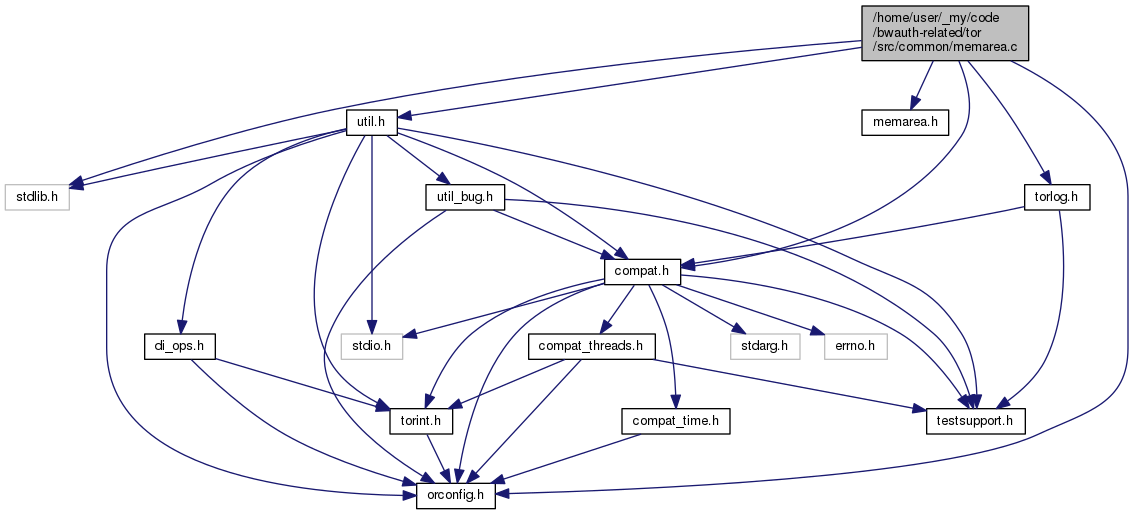 /home/user/_my/code
/bwauth-related/tor
/src/common/memarea.c
util.h
memarea.h
stdlib.h
util_bug.h
torlog.h
compat.h
di_ops.h
stdio.h
compat_threads.h
stdarg.h
errno.h
torint.h
compat_time.h
testsupport.h
orconfig.h